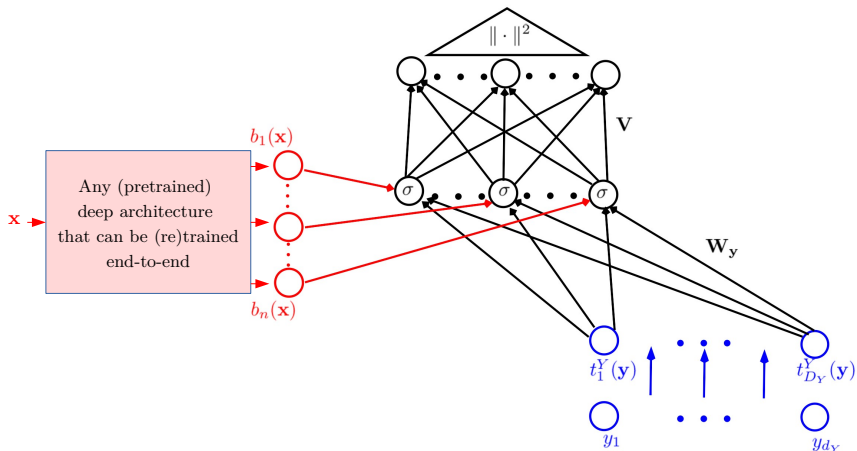 ‖ · ‖²
V
b₁(x)
σ σ σ
Any (pretrained)
deep architecture
that can be (re)trained
end-to-end
x
W_y
bₙ(x)
t₁^Y(y)
t_{D_Y}^Y(y)
y₁
y_{d_Y}